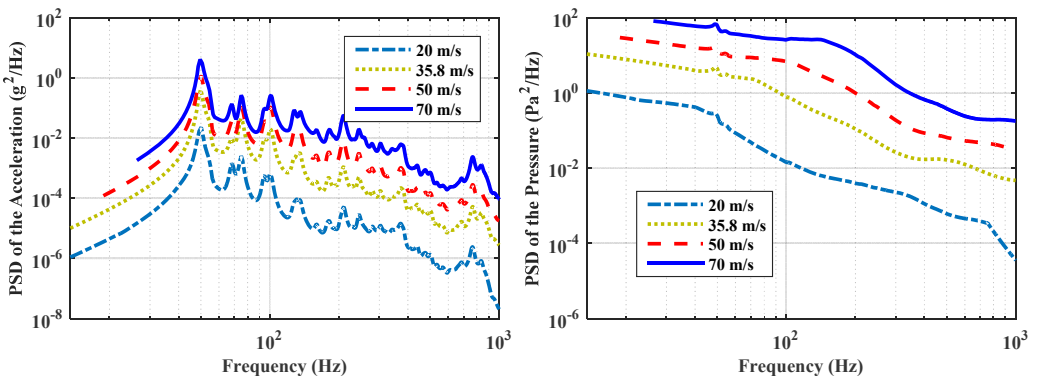 PSD of the Acceleration (g^2/Hz)
10^2
10^0
10^-2
10^-4
10^-6
10^-8
20 m/s
35.8 m/s
50 m/s
70 m/s
10^2
10^3
Frequency (Hz)
PSD of the Pressure (Pa^2/Hz)
10^2
10^0
10^-2
10^-4
10^-6
20 m/s
35.8 m/s
50 m/s
70 m/s
10^2
10^3
Frequency (Hz)